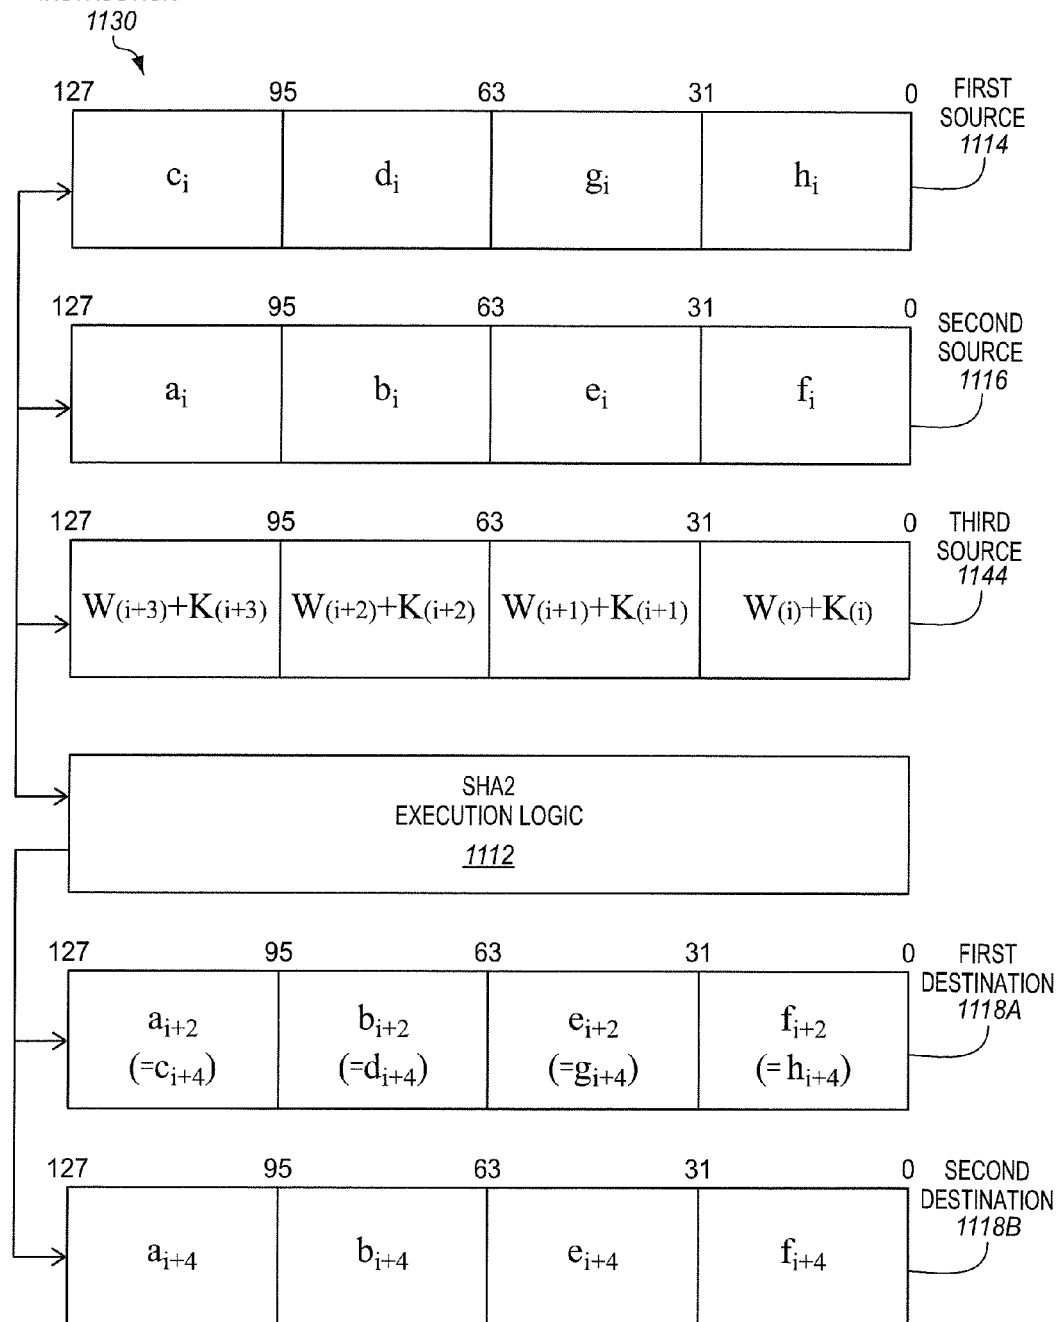 1130
127 95 63 31 0
FIRST
SOURCE
1114
cᵢ dᵢ gᵢ hᵢ
127 95 63 31 0
SECOND
SOURCE
1116
aᵢ bᵢ eᵢ fᵢ
127 95 63 31 0
THIRD
SOURCE
1144
W(i+3)+K(i+3) W(i+2)+K(i+2) W(i+1)+K(i+1) W(i)+K(i)
SHA2
EXECUTION LOGIC
1112
127 95 63 31 0
FIRST
DESTINATION
1118A
aᵢ₊₂ bᵢ₊₂ eᵢ₊₂ fᵢ₊₂
(=cᵢ₊₄) (=dᵢ₊₄) (=gᵢ₊₄) (=hᵢ₊₄)
127 95 63 31 0
SECOND
DESTINATION
1118B
aᵢ₊₄ bᵢ₊₄ eᵢ₊₄ fᵢ₊₄